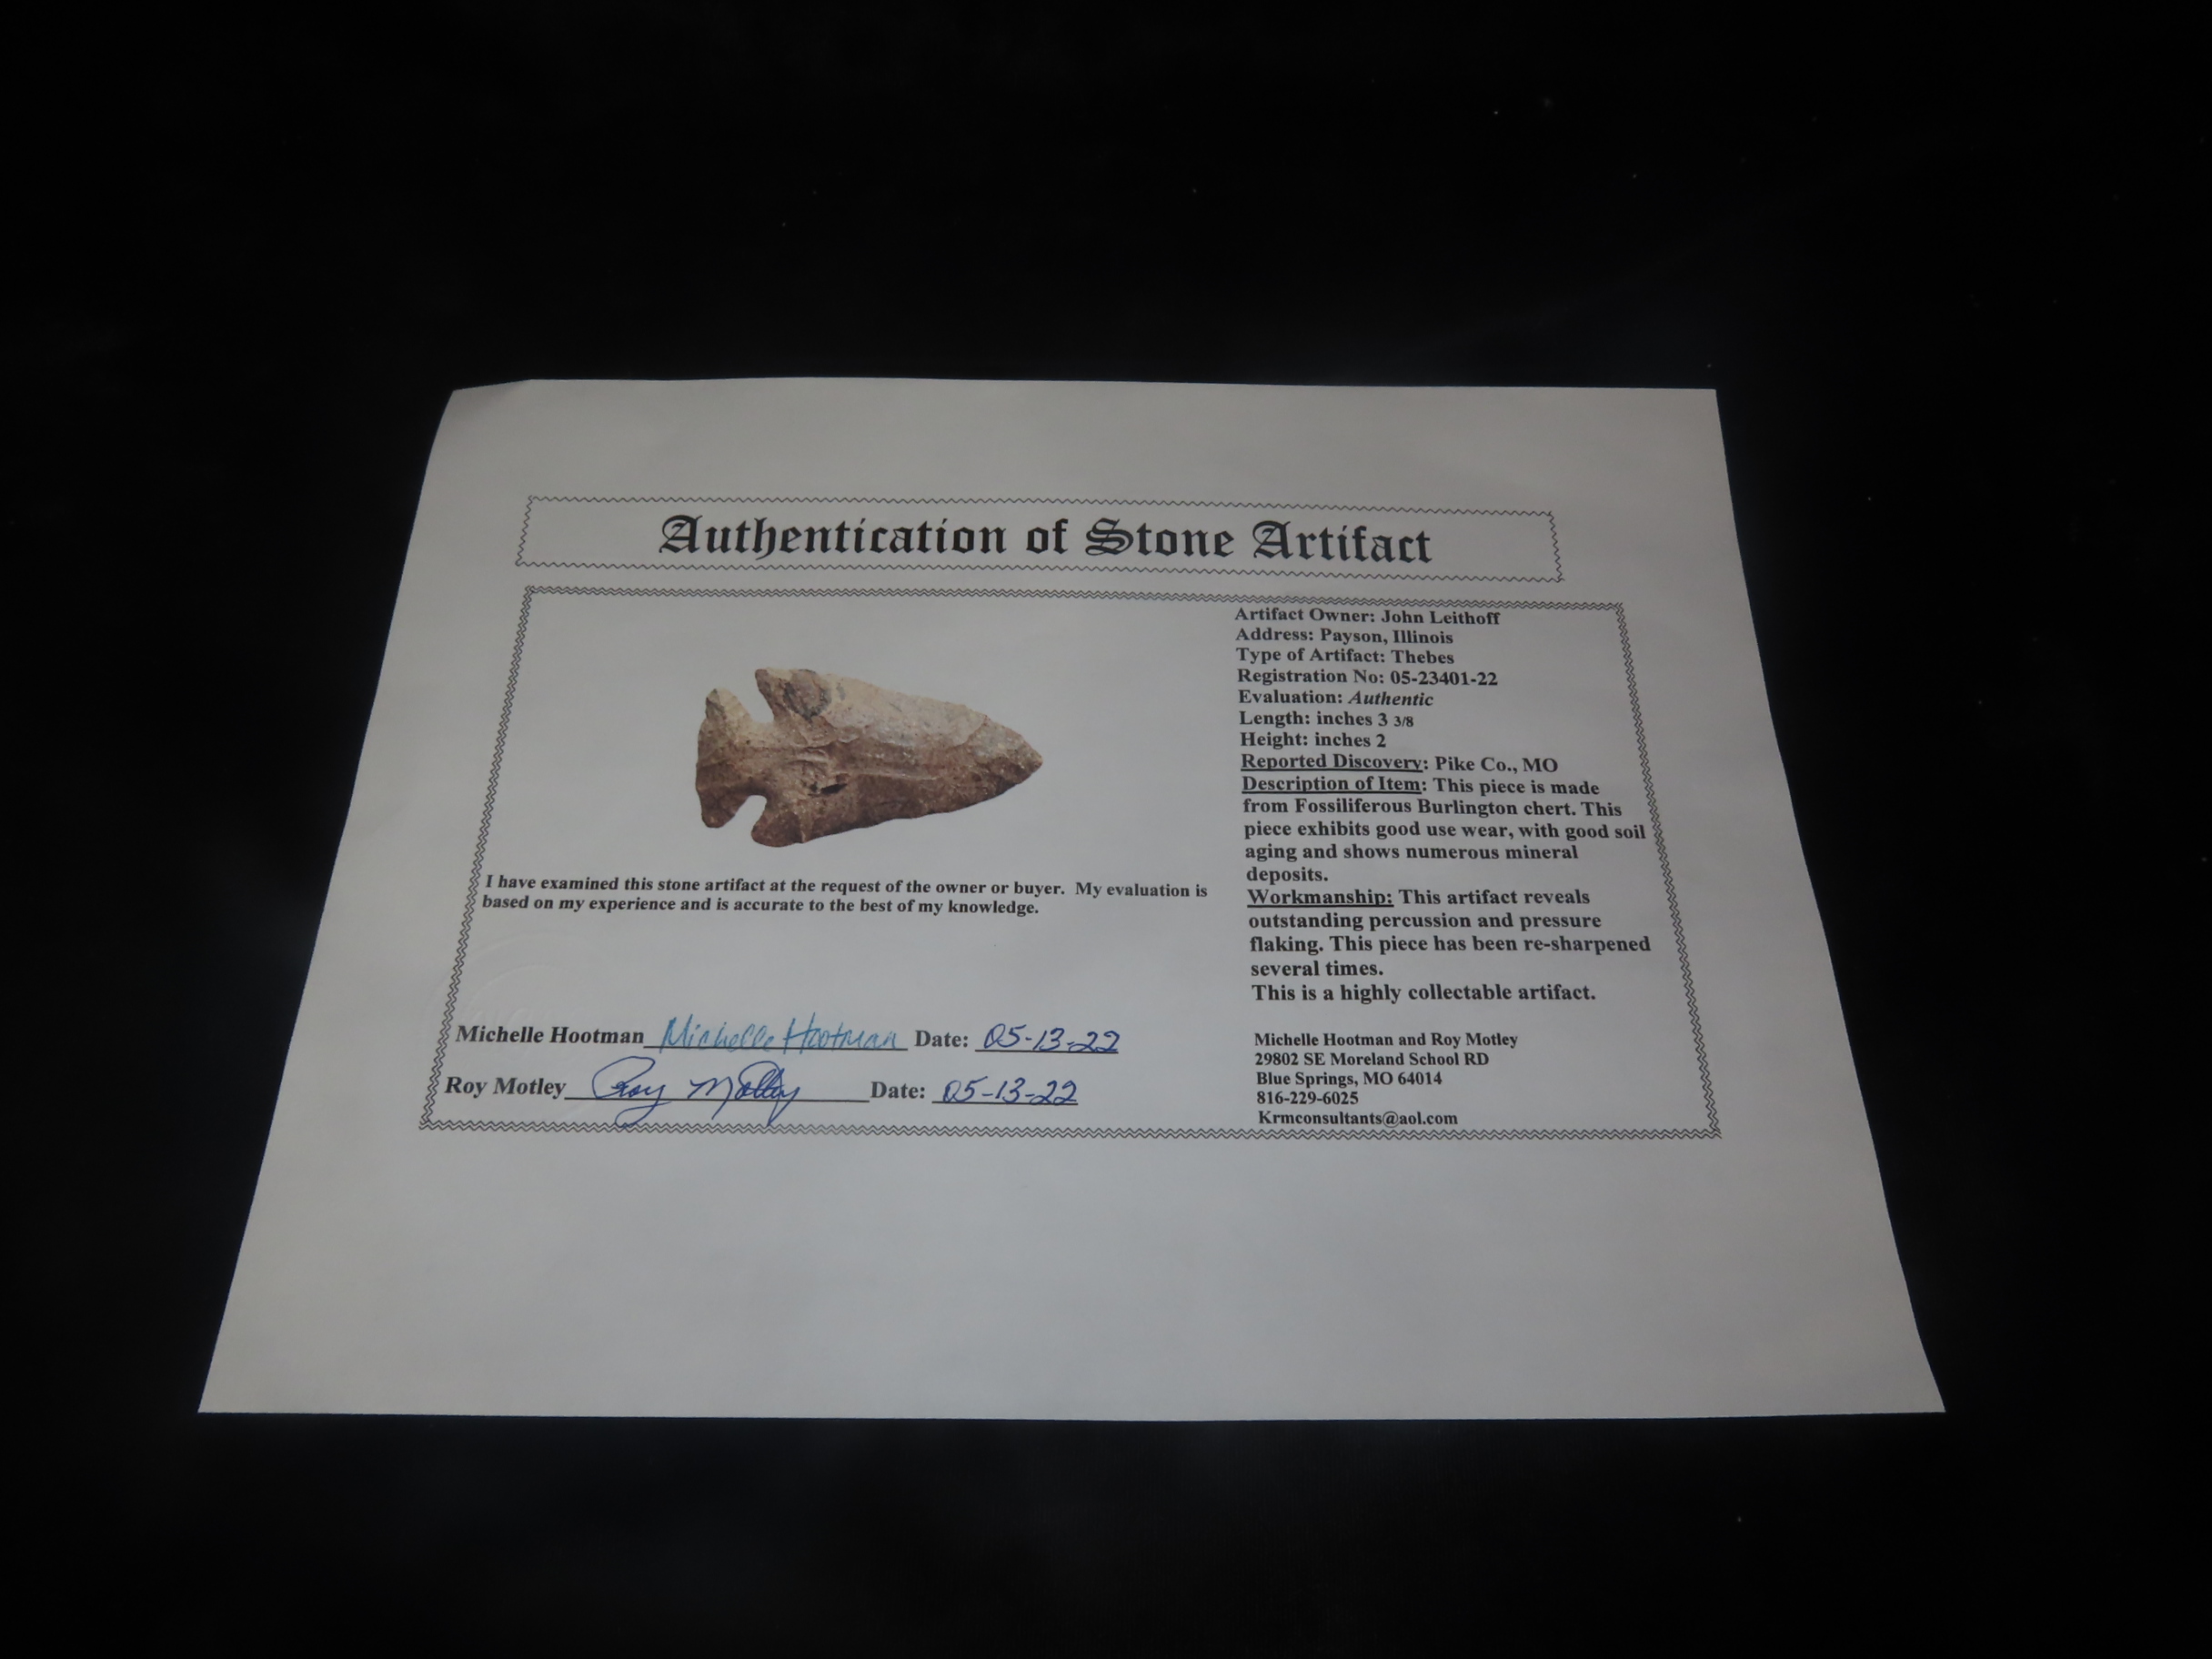 Authentication of Stone Artifact
Artifact Owner: John Leithoff
Address: Payson, Illinois
Type of Artifact: Thebes
Registration No: 05-23401-22
Evaluation: Authentic
Length: inches 3 3/8
Height: inches 2
Reported Discovery: Pike Co., MO
Description of Item: This piece is made
from Fossiliferous Burlington chert. This
piece exhibits good use wear, with good soil
aging and shows numerous mineral
deposits.
Workmanship: This artifact reveals
outstanding percussion and pressure
flaking. This piece has been re-sharpened
several times.
This is a highly collectable artifact.
I have examined this stone artifact at the request of the owner or buyer. My evaluation is
based on my experience and is accurate to the best of my knowledge.
Michelle Hootman Michelle Hootman Date: 05-13-22
Roy Motley Roy Motley Date: 05-13-22
Michelle Hootman and Roy Motley
29802 SE Moreland School RD
Blue Springs, MO 64014
816-229-6025
Krmconsultants@aol.com